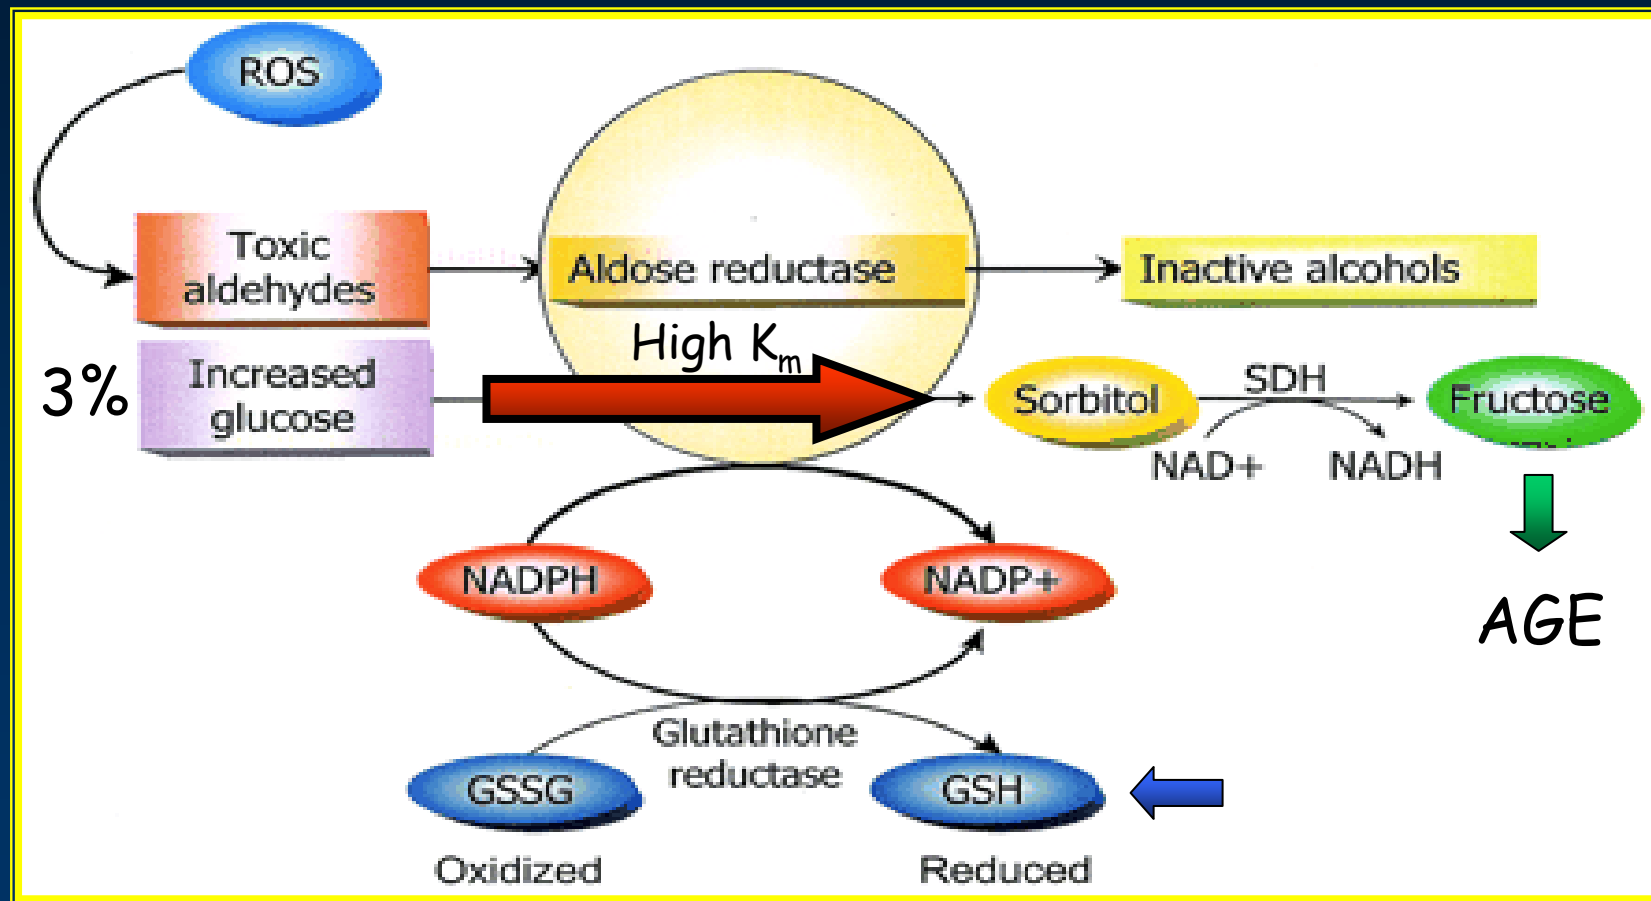 ROS
Toxic
aldehydes
Aldose reductase
Inactive alcohols
High Km
3%
Increased
glucose
Sorbitol
SDH
Fructose
NAD+
NADH
AGE
NADPH
NADP+
Glutathione
reductase
GSSG
GSH
Oxidized
Reduced